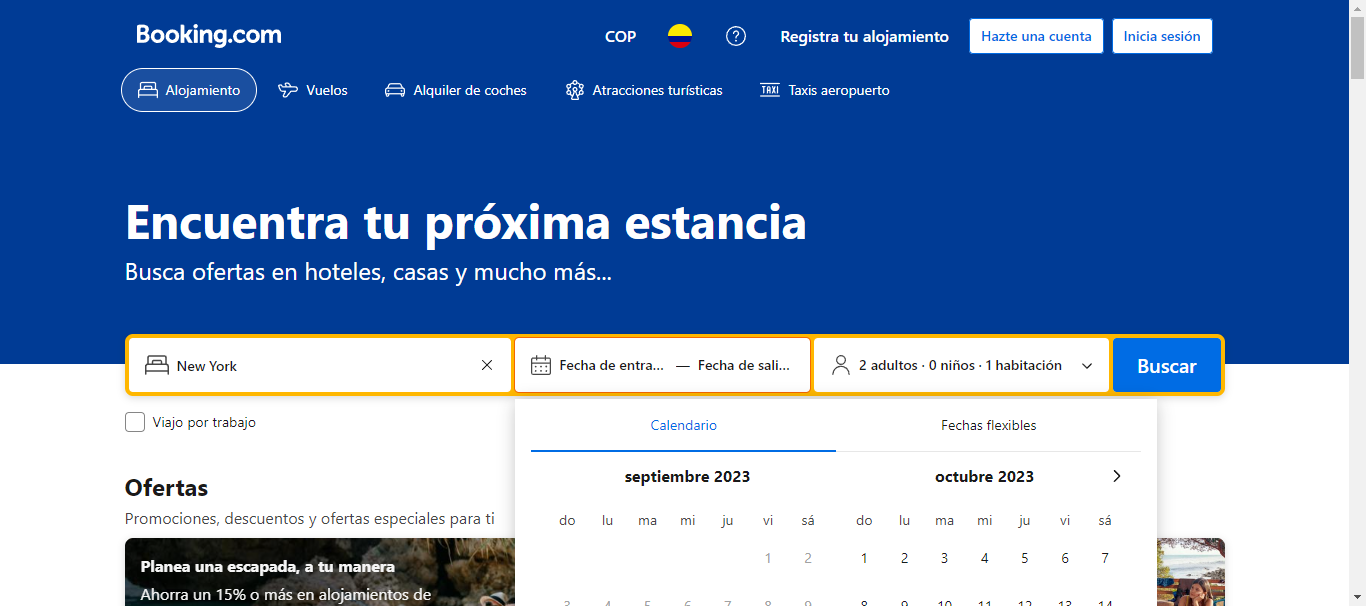 Booking.com
COP
Registra tu alojamiento
Hazte una cuenta
Inicia sesión
Alojamiento
Vuelos
Alquiler de coches
Atracciones turísticas
TAXI
Taxis aeropuerto
Encuentra tu próxima estancia
Busca ofertas en hoteles, casas y mucho más...
New York
Fecha de entra... — Fecha de sali...
2 adultos · 0 niños · 1 habitación
Buscar
Viajo por trabajo
Calendario
Fechas flexibles
septiembre 2023
octubre 2023
do lu ma mi ju vi sá
do lu ma mi ju vi sá
1 2
1 2 3 4 5 6 7
3 4 5 6 7 8 9
8 9 10 11 12 13 14
Ofertas
Promociones, descuentos y ofertas especiales para ti
Planea una escapada, a tu manera
Ahorra un 15% o más en alojamientos de